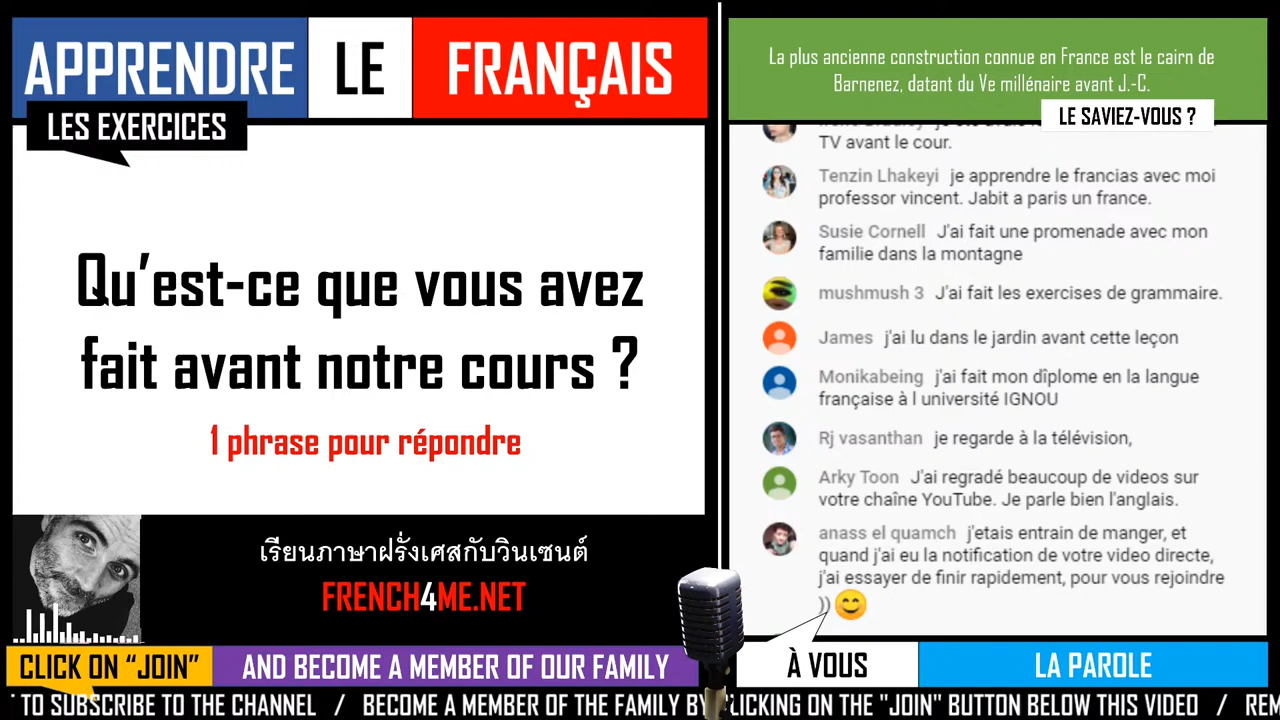 APPRENDRE LE FRANÇAIS
LES EXERCICES
Qu'est-ce que vous avez
fait avant notre cours ?
1 phrase pour répondre
เรียนภาษาฝรั่งเศสกับวินเซนต์
FRENCH4ME.NET
CLICK ON “JOIN” AND BECOME A MEMBER OF OUR FAMILY
La plus ancienne construction connue en France est le cairn de
Barnenez, datant du Ve millénaire avant J.-C.
LE SAVIEZ-VOUS ?
TV avant le cour.
Tenzin Lhakeyi je apprendre le francias avec moi
professor vincent. Jabit a paris un france.
Susie Cornell J'ai fait une promenade avec mon
familie dans la montagne
mushmush 3 J'ai fait les exercises de grammaire.
James j'ai lu dans le jardin avant cette leçon
Monikabeing j'ai fait mon dîplome en la langue
française à l université IGNOU
Rj vasanthan je regarde à la télévision,
Arky Toon J'ai regradé beaucoup de videos sur
votre chaîne YouTube. Je parle bien l'anglais.
anass el quamch j'etais entrain de manger, et
quand j'ai eu la notification de votre video directe,
j'ai essayer de finir rapidement, pour vous rejoindre
)) 😊
À VOUS LA PAROLE
TO SUBSCRIBE TO THE CHANNEL / BECOME A MEMBER OF THE FAMILY BY CLICKING ON THE "JOIN" BUTTON BELOW THIS VIDEO / REM